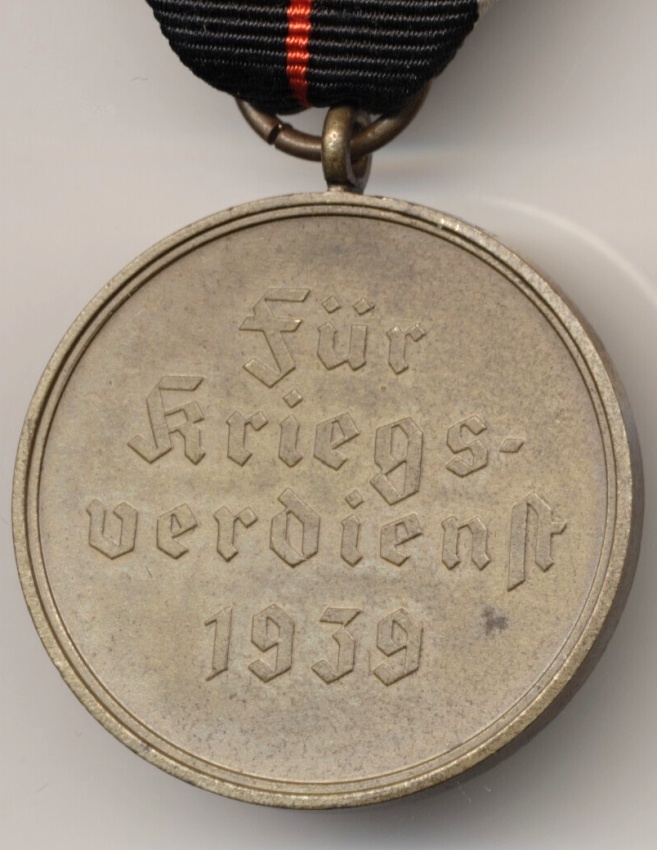 Für
Kriegs-
verdienst
1939